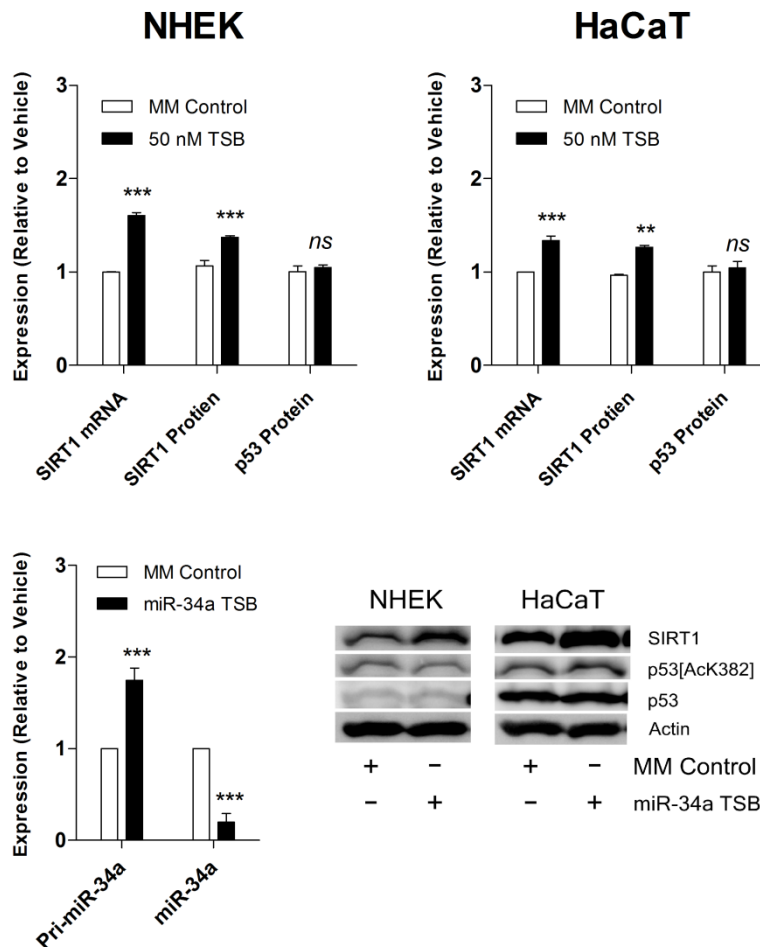 NHEK
Expression (Relative to Vehicle)
3
2
1
0
MM Control
50 nM TSB
***
***
ns
SIRT1 mRNA
SIRT1 Protien
p53 Protein
HaCaT
Expression (Relative to Vehicle)
3
2
1
0
MM Control
50 nM TSB
***
**
ns
SIRT1 mRNA
SIRT1 Protien
p53 Protein
Expression (Relative to Vehicle)
3
2
1
0
MM Control
miR-34a TSB
***
***
Pri-miR-34a
miR-34a
NHEK HaCaT
SIRT1
p53[AcK382]
p53
Actin
+ − + − MM Control
− + − + miR-34a TSB